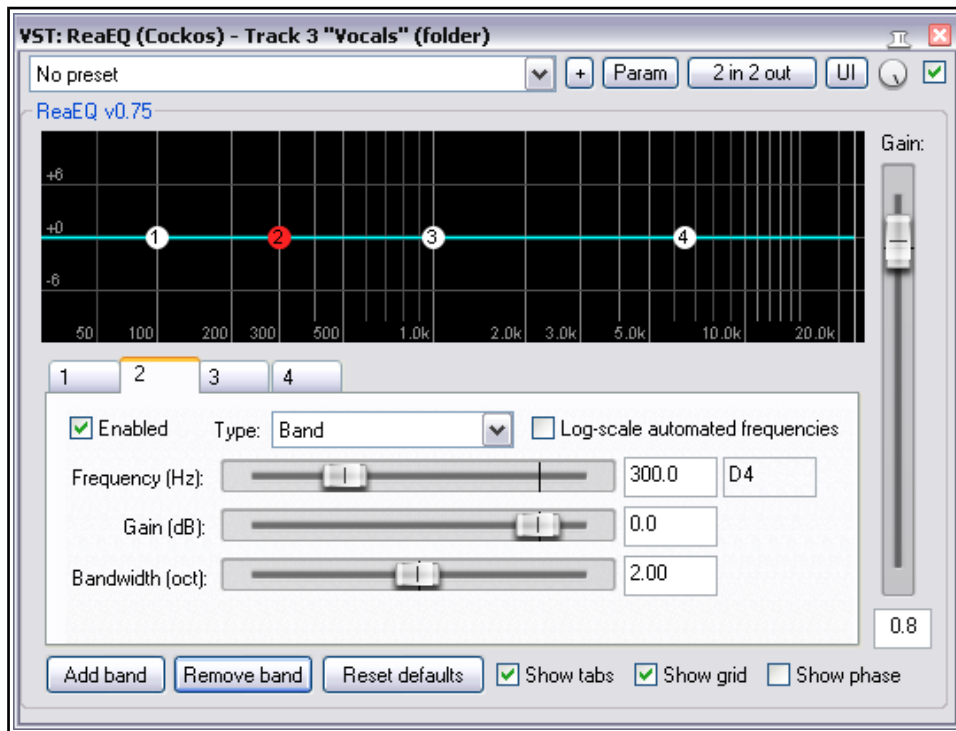 VST: ReaEQ (Cockos) - Track 3 "Vocals" (folder)
No preset + Param 2 in 2 out UI
ReaEQ v0.75
Gain:
+6
+0
1 2 3 4
-6
50 100 200 300 500 1.0k 2.0k 3.0k 5.0k 10.0k 20.0k
1 2 3 4
Enabled Type: Band Log-scale automated frequencies
Frequency (Hz): 300.0 D4
Gain (dB): 0.0
Bandwidth (oct): 2.00
0.8
Add band Remove band Reset defaults Show tabs Show grid Show phase